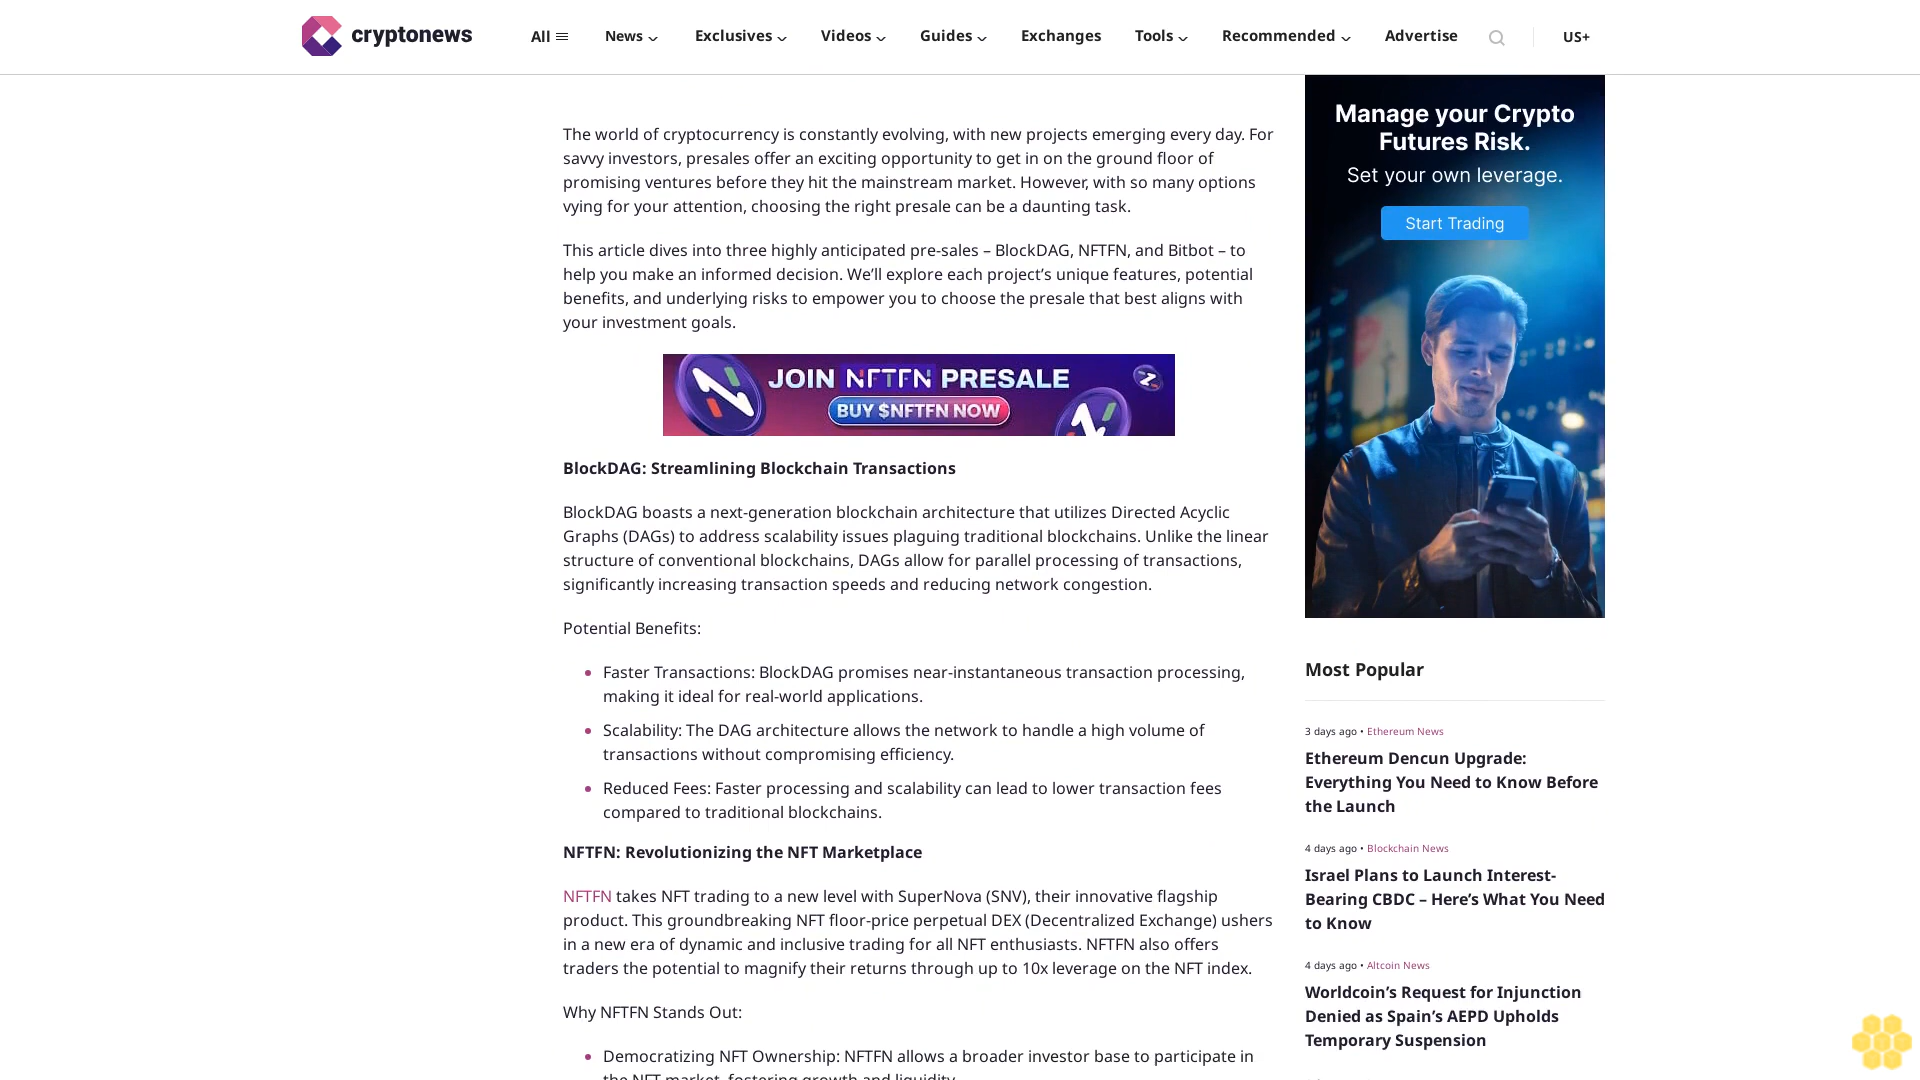 cryptonews
All
News
Exclusives
Videos
Guides
Exchanges
Tools
Recommended
Advertise
US+
The world of cryptocurrency is constantly evolving, with new projects emerging every day. For
savvy investors, presales offer an exciting opportunity to get in on the ground floor of
promising ventures before they hit the mainstream market. However, with so many options
vying for your attention, choosing the right presale can be a daunting task.
This article dives into three highly anticipated pre-sales – BlockDAG, NFTFN, and Bitbot – to
help you make an informed decision. We’ll explore each project’s unique features, potential
benefits, and underlying risks to empower you to choose the presale that best aligns with
your investment goals.
JOIN NFTFN PRESALE
BUY $NFTFN NOW
BlockDAG: Streamlining Blockchain Transactions
BlockDAG boasts a next-generation blockchain architecture that utilizes Directed Acyclic
Graphs (DAGs) to address scalability issues plaguing traditional blockchains. Unlike the linear
structure of conventional blockchains, DAGs allow for parallel processing of transactions,
significantly increasing transaction speeds and reducing network congestion.
Potential Benefits:
Faster Transactions: BlockDAG promises near-instantaneous transaction processing,
making it ideal for real-world applications.
Scalability: The DAG architecture allows the network to handle a high volume of
transactions without compromising efficiency.
Reduced Fees: Faster processing and scalability can lead to lower transaction fees
compared to traditional blockchains.
NFTFN: Revolutionizing the NFT Marketplace
NFTFN takes NFT trading to a new level with SuperNova (SNV), their innovative flagship
product. This groundbreaking NFT floor-price perpetual DEX (Decentralized Exchange) ushers
in a new era of dynamic and inclusive trading for all NFT enthusiasts. NFTFN also offers
traders the potential to magnify their returns through up to 10x leverage on the NFT index.
Why NFTFN Stands Out:
Democratizing NFT Ownership: NFTFN allows a broader investor base to participate in
the NFT market, fostering growth and liquidity.
Manage your Crypto
Futures Risk.
Set your own leverage.
Start Trading
Most Popular
3 days ago • Ethereum News
Ethereum Dencun Upgrade:
Everything You Need to Know Before
the Launch
4 days ago • Blockchain News
Israel Plans to Launch Interest-
Bearing CBDC – Here’s What You Need
to Know
4 days ago • Altcoin News
Worldcoin’s Request for Injunction
Denied as Spain’s AEPD Upholds
Temporary Suspension